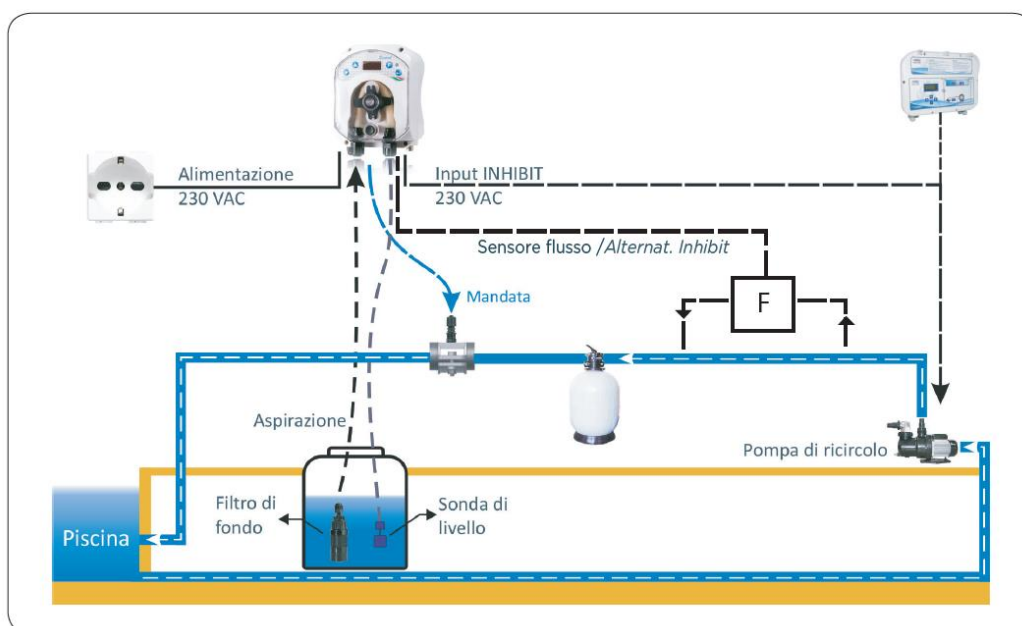 Alimentazione
230 VAC
Input INHIBIT
230 VAC
Sensore flusso /Alternat. Inhibit
F
Mandata
Aspirazione
Pompa di ricircolo
Filtro di
fondo
Sonda di
livello
Piscina